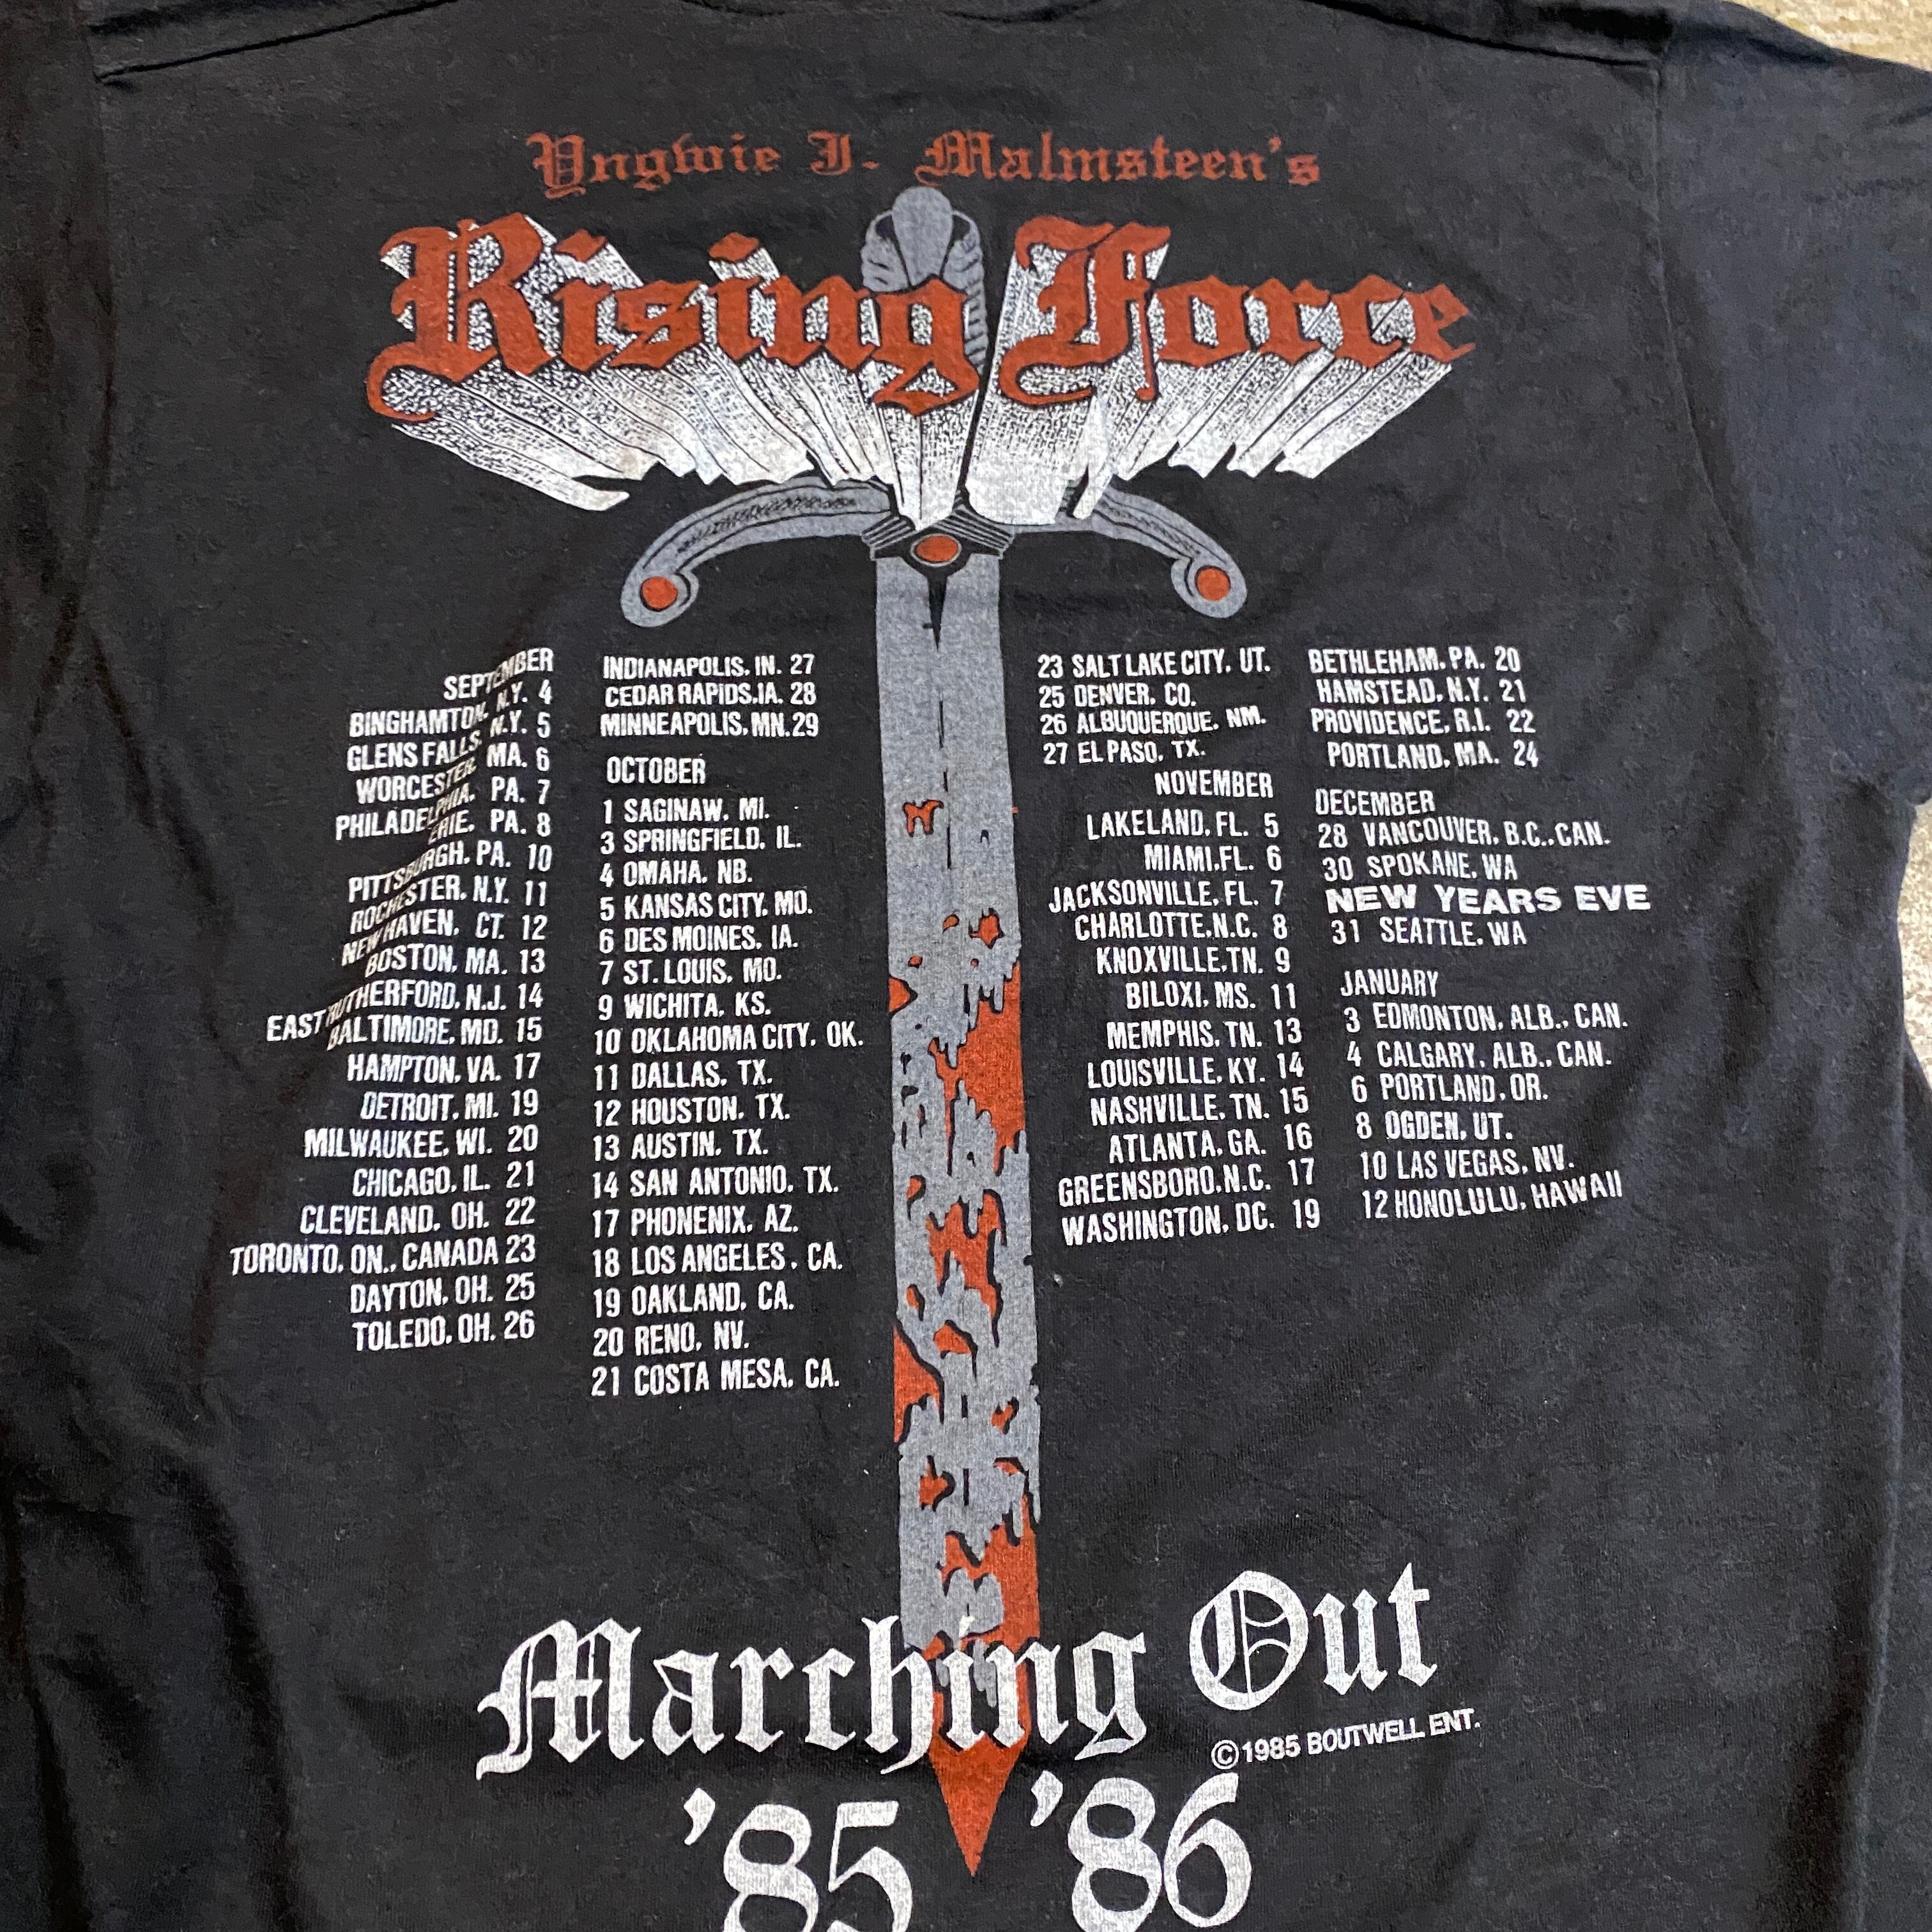 Yngwie J. Malmsteen's
Rising Force
SEPTEMBER
BINGHAMTON, N.Y. 4
GLENS FALLS, N.Y. 5
WORCESTER, MA. 6
PHILADELPHIA, PA. 7
ERIE, PA. 8
PITTSBURGH, PA. 10
ROCHESTER, N.Y. 11
NEW HAVEN, CT. 12
BOSTON, MA. 13
EAST RUTHERFORD, N.J. 14
BALTIMORE, MD. 15
HAMPTON, VA. 17
DETROIT, MI. 19
MILWAUKEE, WI. 20
CHICAGO, IL. 21
CLEVELAND, OH. 22
TORONTO, ON., CANADA 23
DAYTON, OH. 25
TOLEDO, OH. 26
INDIANAPOLIS, IN. 27
CEDAR RAPIDS, IA. 28
MINNEAPOLIS, MN. 29
OCTOBER
1 SAGINAW, MI.
3 SPRINGFIELD, IL.
4 OMAHA, NB.
5 KANSAS CITY, MO.
6 DES MOINES, IA.
7 ST. LOUIS, MO.
9 WICHITA, KS.
10 OKLAHOMA CITY, OK.
11 DALLAS, TX.
12 HOUSTON, TX.
13 AUSTIN, TX.
14 SAN ANTONIO, TX.
17 PHONENIX, AZ.
18 LOS ANGELES, CA.
19 OAKLAND, CA.
20 RENO, NV.
21 COSTA MESA, CA.
23 SALT LAKE CITY, UT.
25 DENVER, CO.
26 ALBUQUERQUE, NM.
27 EL PASO, TX.
NOVEMBER
LAKELAND, FL. 5
MIAMI, FL. 6
JACKSONVILLE, FL. 7
CHARLOTTE, N.C. 8
KNOXVILLE, TN. 9
BILOXI, MS. 11
MEMPHIS, TN. 13
LOUISVILLE, KY. 14
NASHVILLE, TN. 15
ATLANTA, GA. 16
GREENSBORO, N.C. 17
WASHINGTON, DC. 19
BETHLEHAM, PA. 20
HAMSTEAD, N.Y. 21
PROVIDENCE, R.I. 22
PORTLAND, MA. 24
DECEMBER
28 VANCOUVER, B.C., CAN.
30 SPOKANE, WA
NEW YEARS EVE
31 SEATTLE, WA
JANUARY
3 EDMONTON, ALB., CAN.
4 CALGARY, ALB., CAN.
6 PORTLAND, OR.
8 OGDEN, UT.
10 LAS VEGAS, NV.
12 HONOLULU, HAWAII
Marching Out
©1985 BOUTWELL ENT.
'85 '86